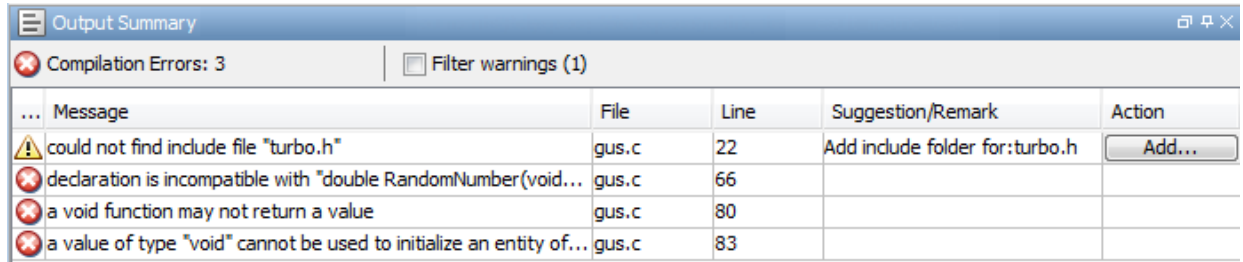 Output Summary
Compilation Errors: 3 Filter warnings (1)
... Message File Line Suggestion/Remark Action
could not find include file "turbo.h" gus.c 22 Add include folder for:turbo.h Add...
declaration is incompatible with "double RandomNumber(void... gus.c 66
a void function may not return a value gus.c 80
a value of type "void" cannot be used to initialize an entity of... gus.c 83